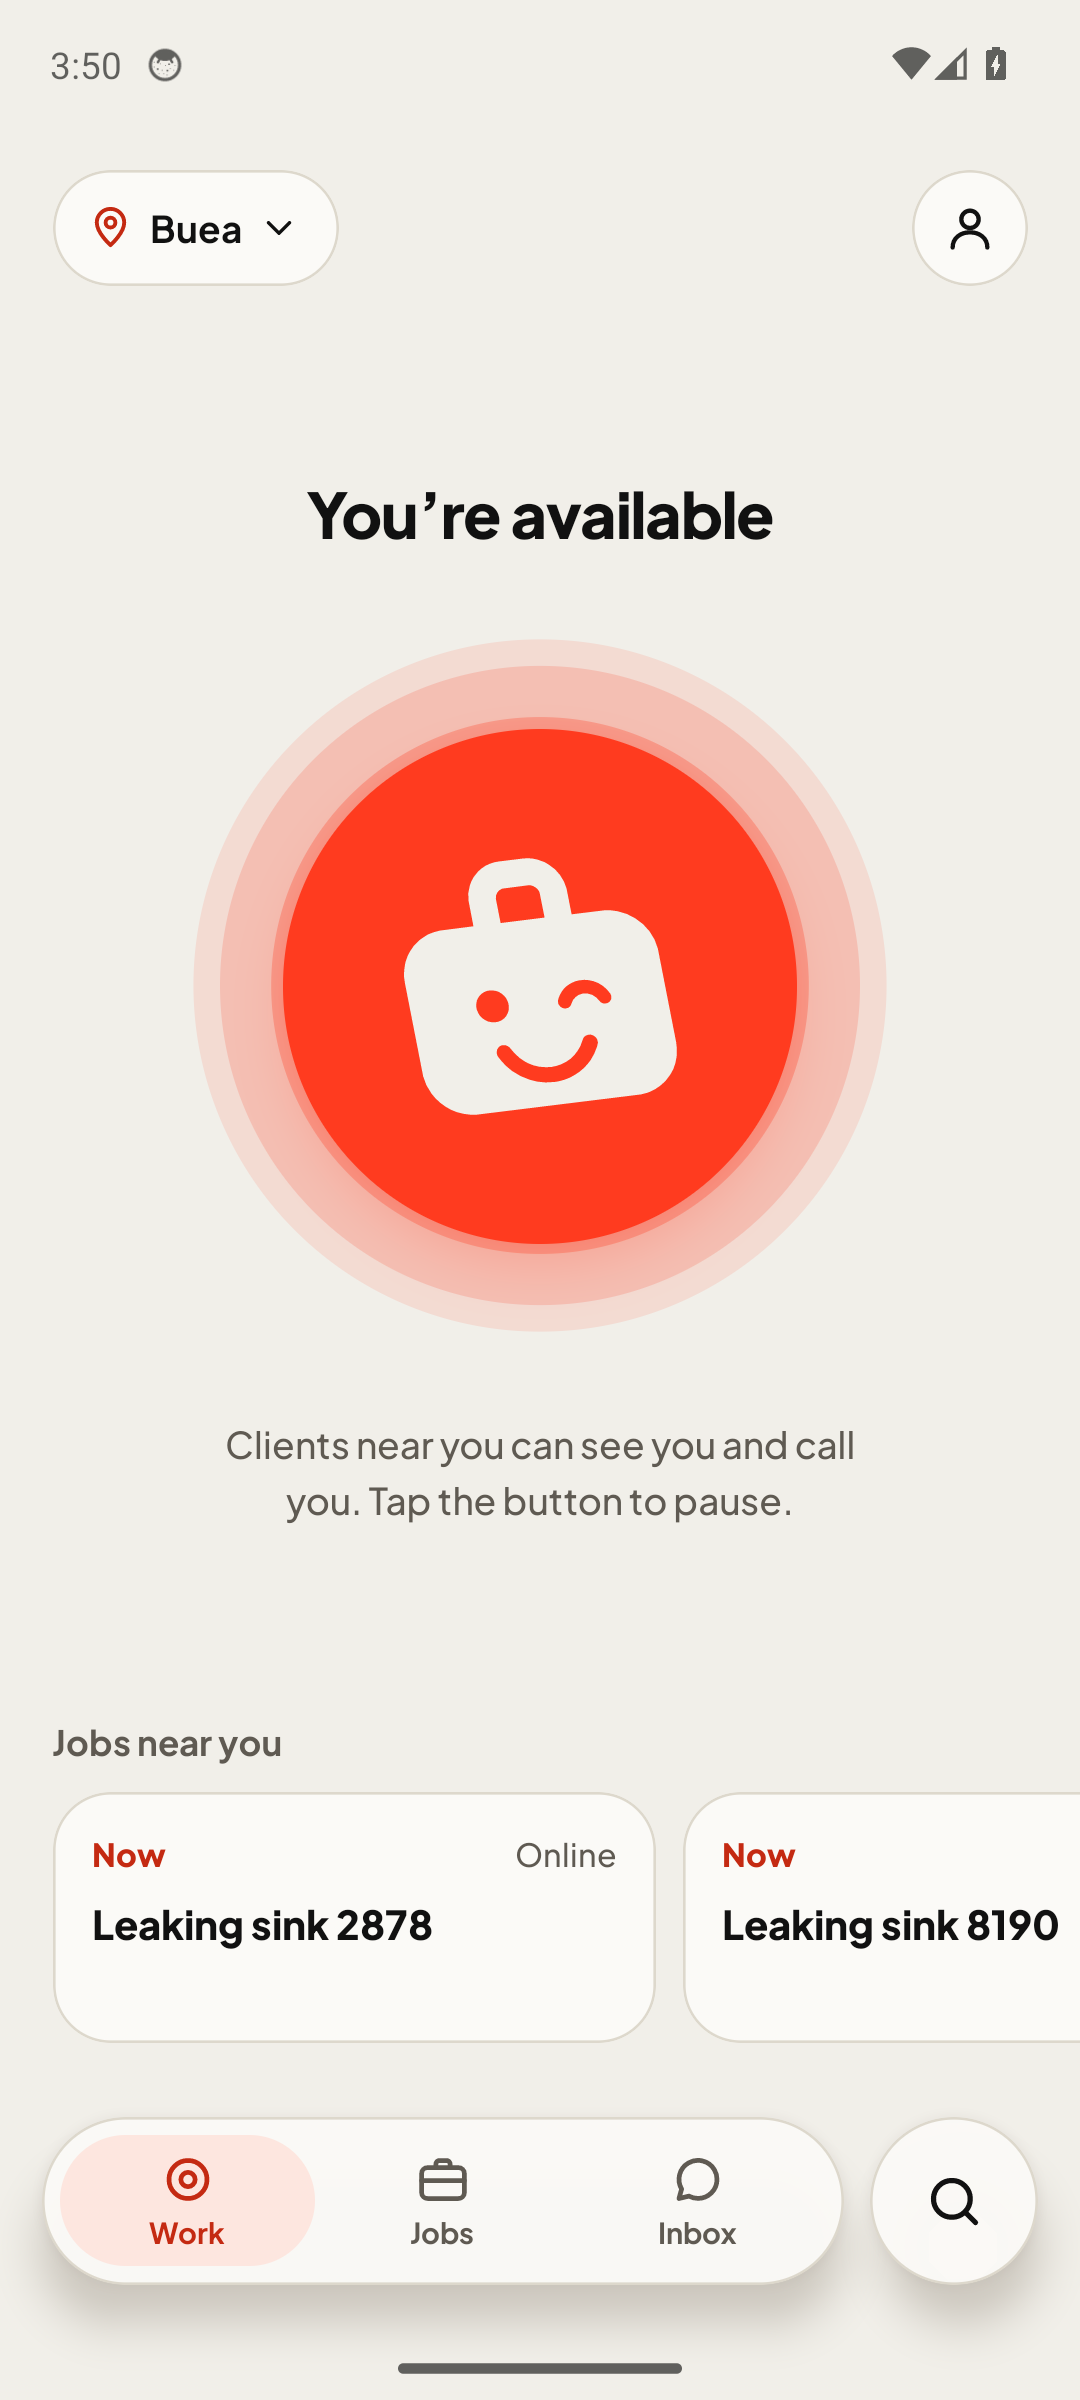 3:50
Buea
You’re available
Clients near you can see you and call
you. Tap the button to pause.
Jobs near you
Now
Online
Leaking sink 2878
Now
Leaking sink 8190
Work
Jobs
Inbox